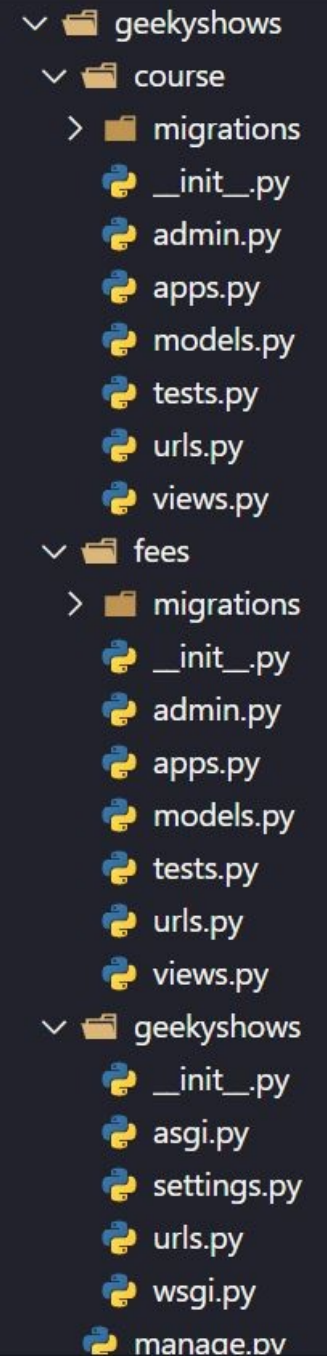 geekyshows
course
migrations
__init__.py
admin.py
apps.py
models.py
tests.py
urls.py
views.py
fees
migrations
__init__.py
admin.py
apps.py
models.py
tests.py
urls.py
views.py
geekyshows
__init__.py
asgi.py
settings.py
urls.py
wsgi.py
manage.py